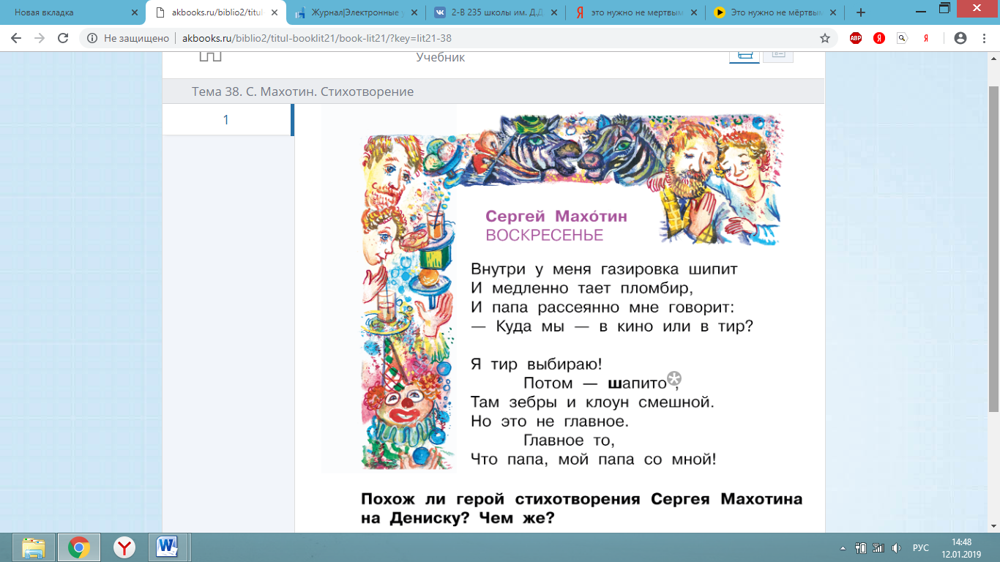 Новая вкладка
akbooks.ru/biblio2/titul-
Журнал|Электронные у
2-В 235 школы им. Д.Д
это нужно не мертвым
Это нужно не мёртвым
Не защищено
akbooks.ru/biblio2/titul-booklit21/book-lit21/?key=lit21-38
ABP
Я
я
Учебник
Тема 38. С. Махотин. Стихотворение
1
Сергей Махо́тин
ВОСКРЕСЕНЬЕ
Внутри у меня газировка шипит
И медленно тает пломбир,
И папа рассеянно мне говорит:
— Куда мы — в кино или в тир?
Я тир выбираю!
Потом — шапито*,
Там зебры и клоун смешной.
Но это не главное.
Главное то,
Что папа, мой папа со мной!
Похож ли герой стихотворения Сергея Махотина
на Дениску? Чем же?
РУС
14:48
12.01.2019